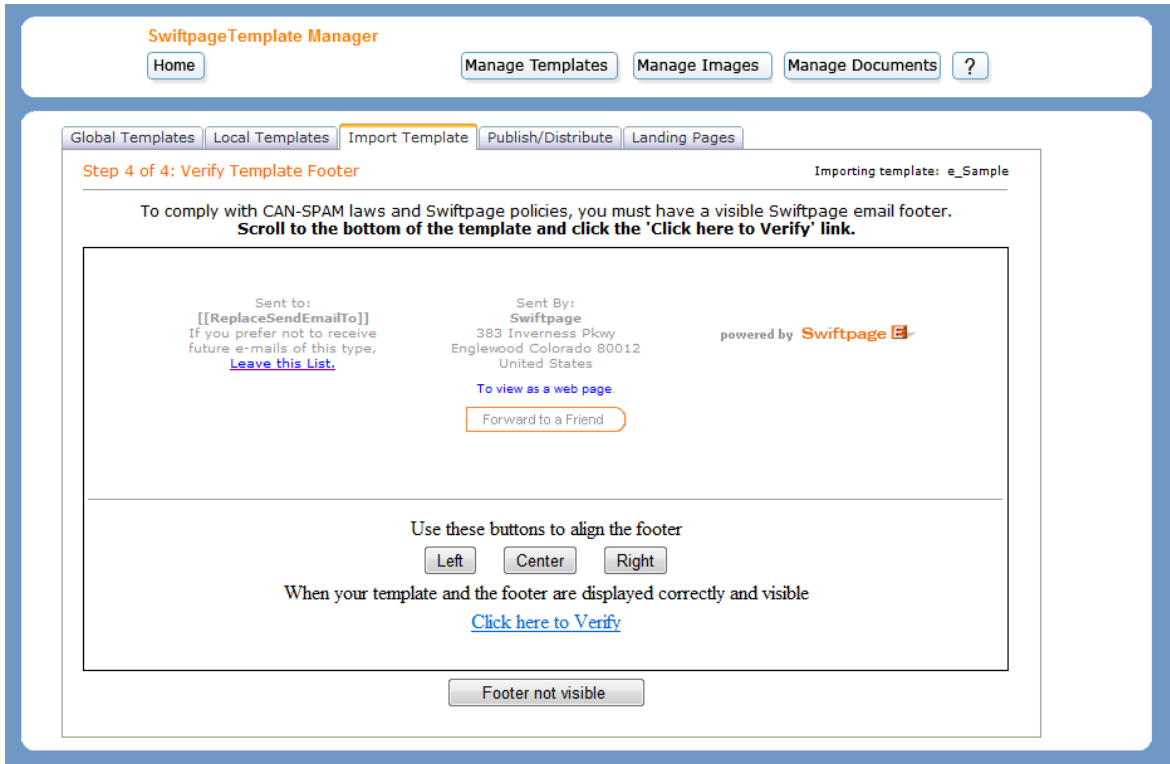 SwiftpageTemplate Manager
Home Manage Templates Manage Images Manage Documents ?
Global Templates Local Templates Import Template Publish/Distribute Landing Pages
Step 4 of 4: Verify Template Footer Importing template: e_Sample
To comply with CAN-SPAM laws and Swiftpage policies, you must have a visible Swiftpage email footer.
Scroll to the bottom of the template and click the 'Click here to Verify' link.
Sent to:
[[ReplaceSendEmailTo]]
If you prefer not to receive
future e-mails of this type,
Leave this List.
Sent By:
Swiftpage
383 Inverness Pkwy
Englewood Colorado 80012
United States
To view as a web page.
Forward to a Friend
powered by Swiftpage E
Use these buttons to align the footer
Left Center Right
When your template and the footer are displayed correctly and visible
Click here to Verify
Footer not visible